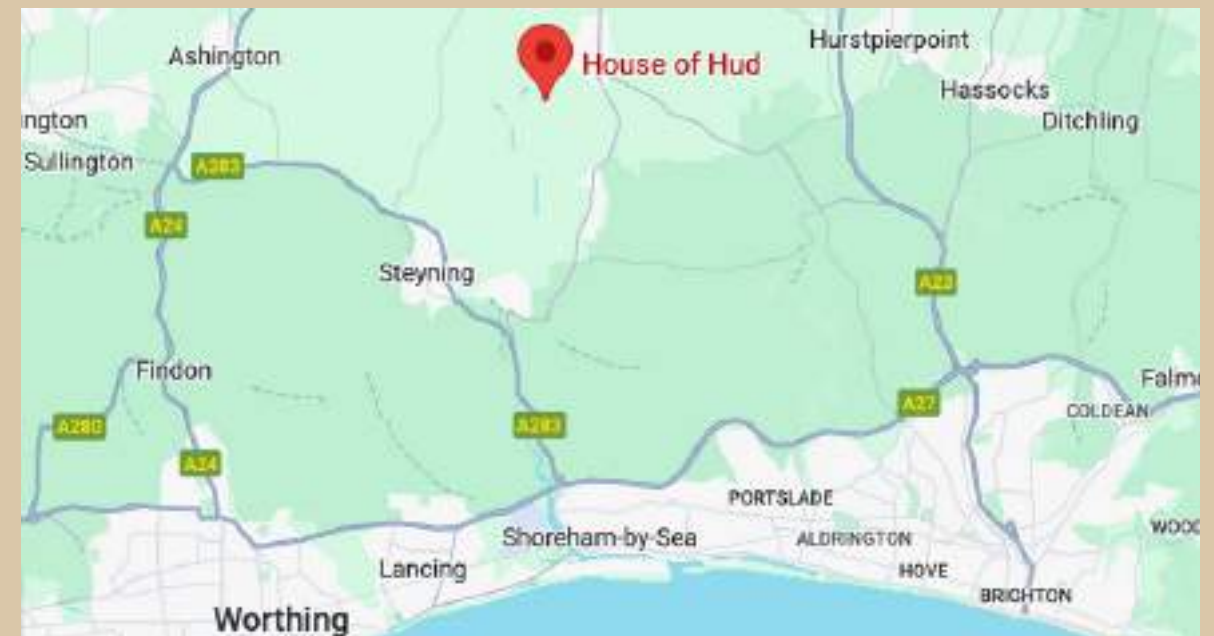 Ashington
House of Hud
Hurstpierpoint
Hassocks
ington
Ditchling
Sullington
A283
A24
Steyning
A23
Findon
Falm
A27
COLDEAN
A280
A283
A24
PORTSLADE
WOOD
Shoreham-by-Sea
ALDRINGTON
Lancing
HOVE
BRIGHTON
Worthing